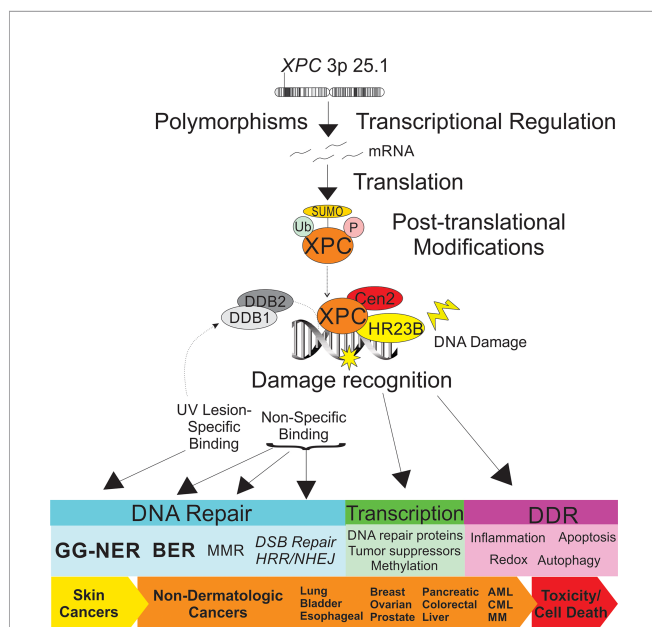 XPC 3p 25.1
Polymorphisms
Transcriptional Regulation
mRNA
Translation
SUMO
Ub
P
XPC
Post-translational
Modifications
DDB2
DDB1
Cen2
XPC
HR23B
DNA Damage
Damage recognition
UV Lesion-
Specific
Binding
Non-Specific
Binding
DNA Repair
Transcription
DDR
GG-NER
BER
MMR
DSB Repair
HRR/NHEJ
DNA repair proteins
Tumor suppressors
Methylation
Inflammation
Apoptosis
Redox
Autophagy
Skin
Cancers
Non-Dermatologic
Cancers
Lung
Bladder
Esophageal
Breast
Ovarian
Prostate
Pancreatic
Colorectal
Liver
AML
CML
MM
Toxicity/
Cell Death